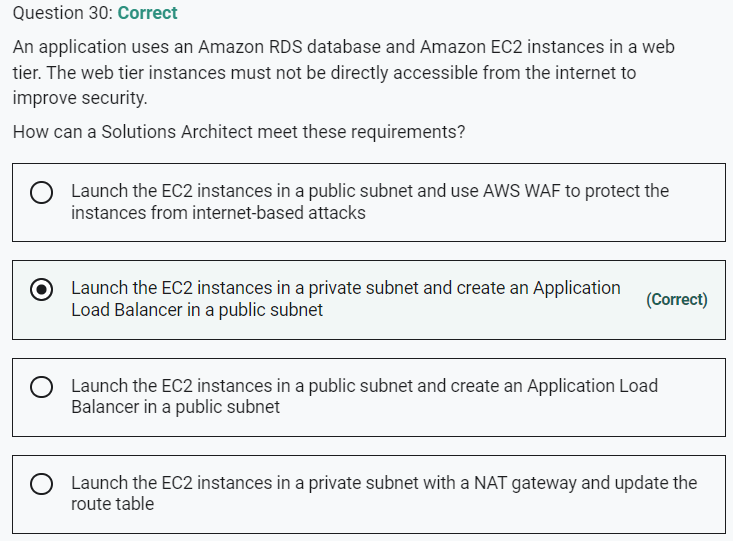 Question 30: Correct
An application uses an Amazon RDS database and Amazon EC2 instances in a web
tier. The web tier instances must not be directly accessible from the internet to
improve security.
How can a Solutions Architect meet these requirements?
Launch the EC2 instances in a public subnet and use AWS WAF to protect the
instances from internet-based attacks
Launch the EC2 instances in a private subnet and create an Application
Load Balancer in a public subnet
(Correct)
Launch the EC2 instances in a public subnet and create an Application Load
Balancer in a public subnet
Launch the EC2 instances in a private subnet with a NAT gateway and update the
route table